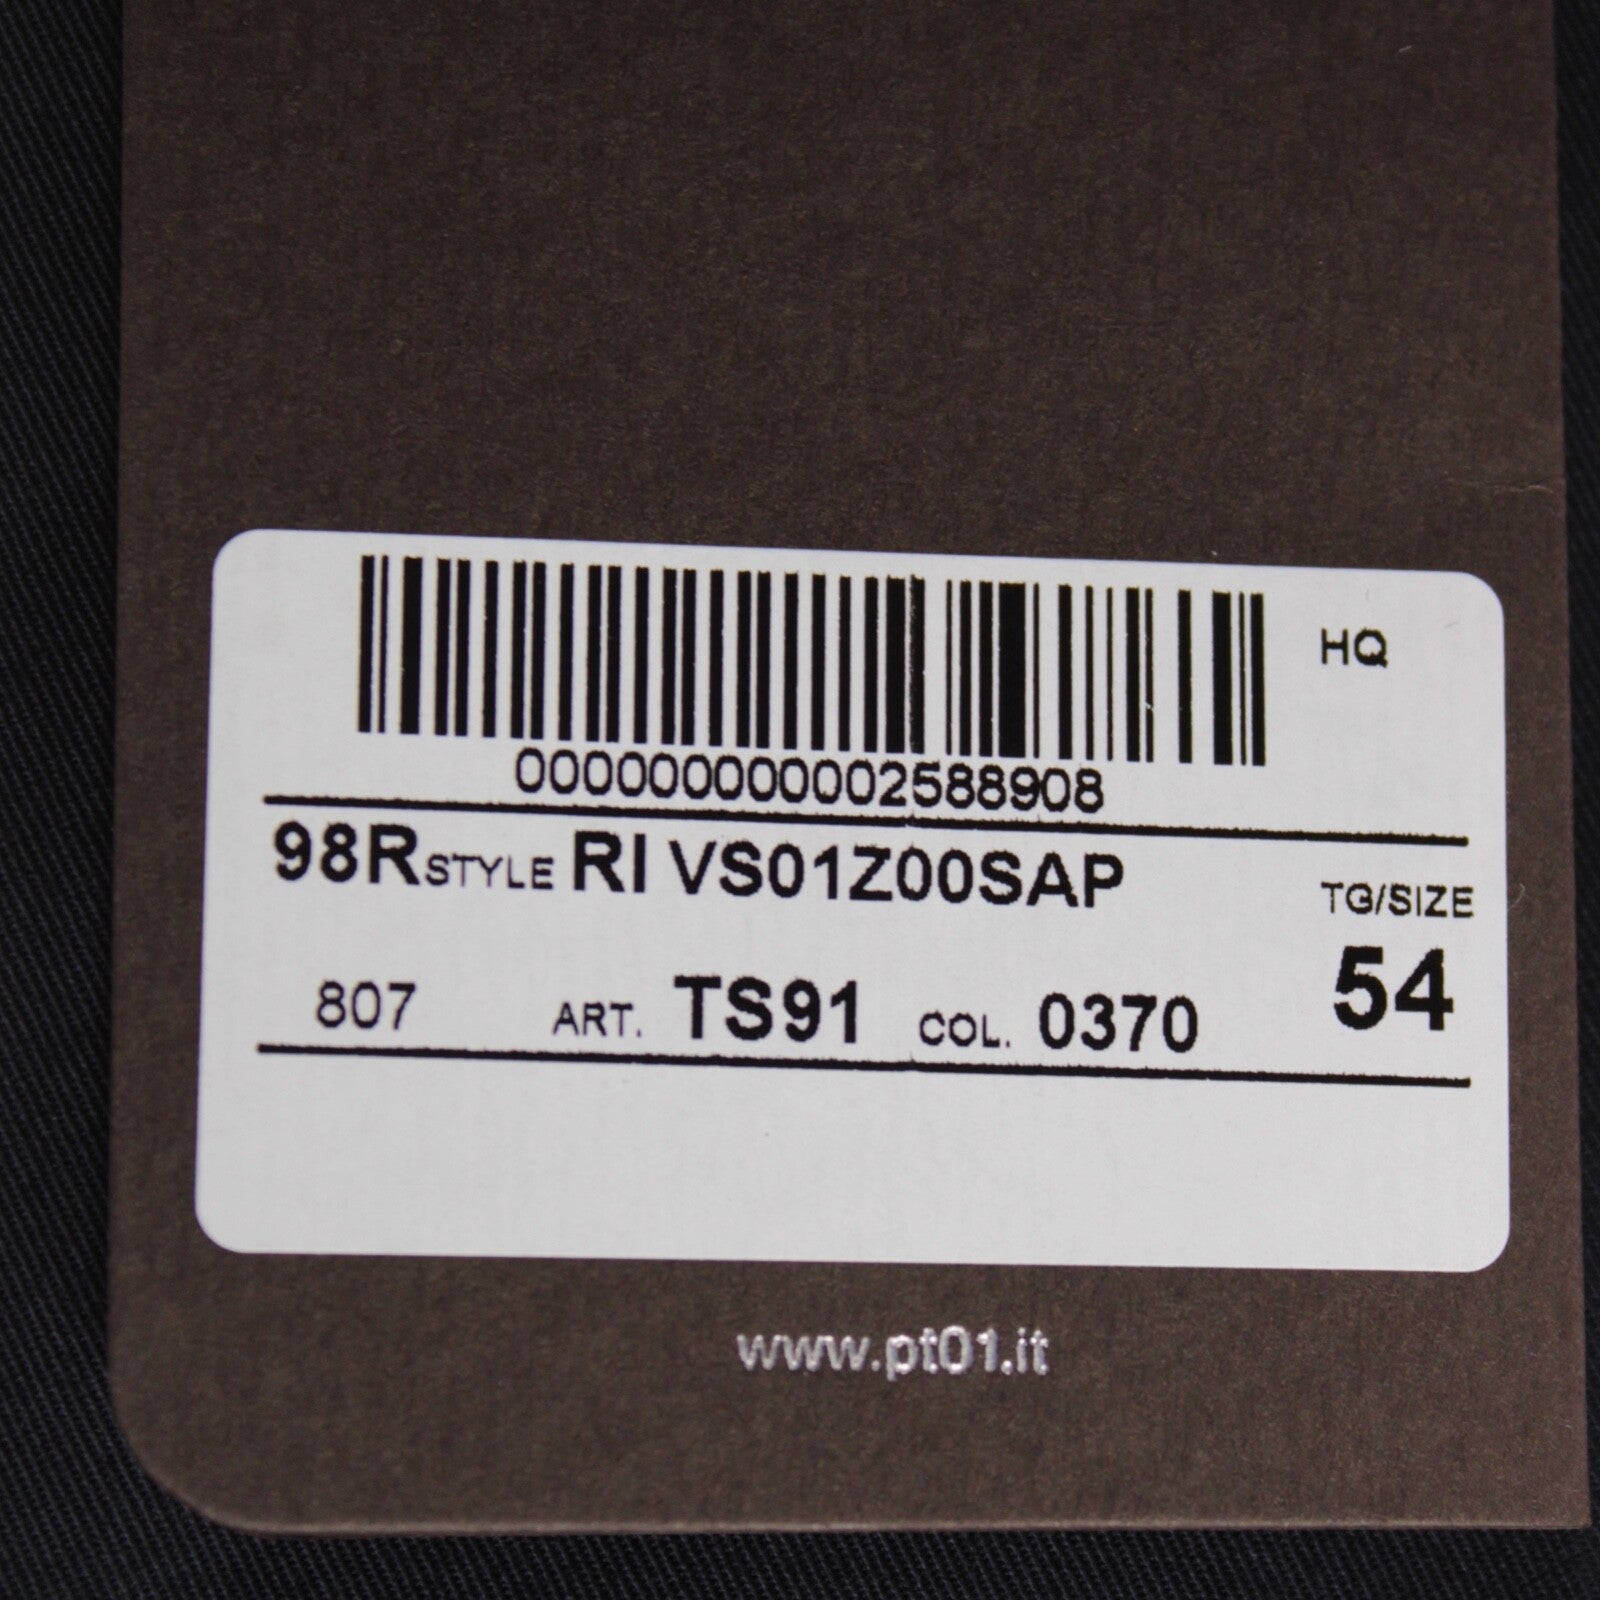 HQ
000000000002588908
98R STYLE RI VS01Z00SAP
TG/SIZE
54
807 ART. TS91 COL. 0370
www.pt01.it